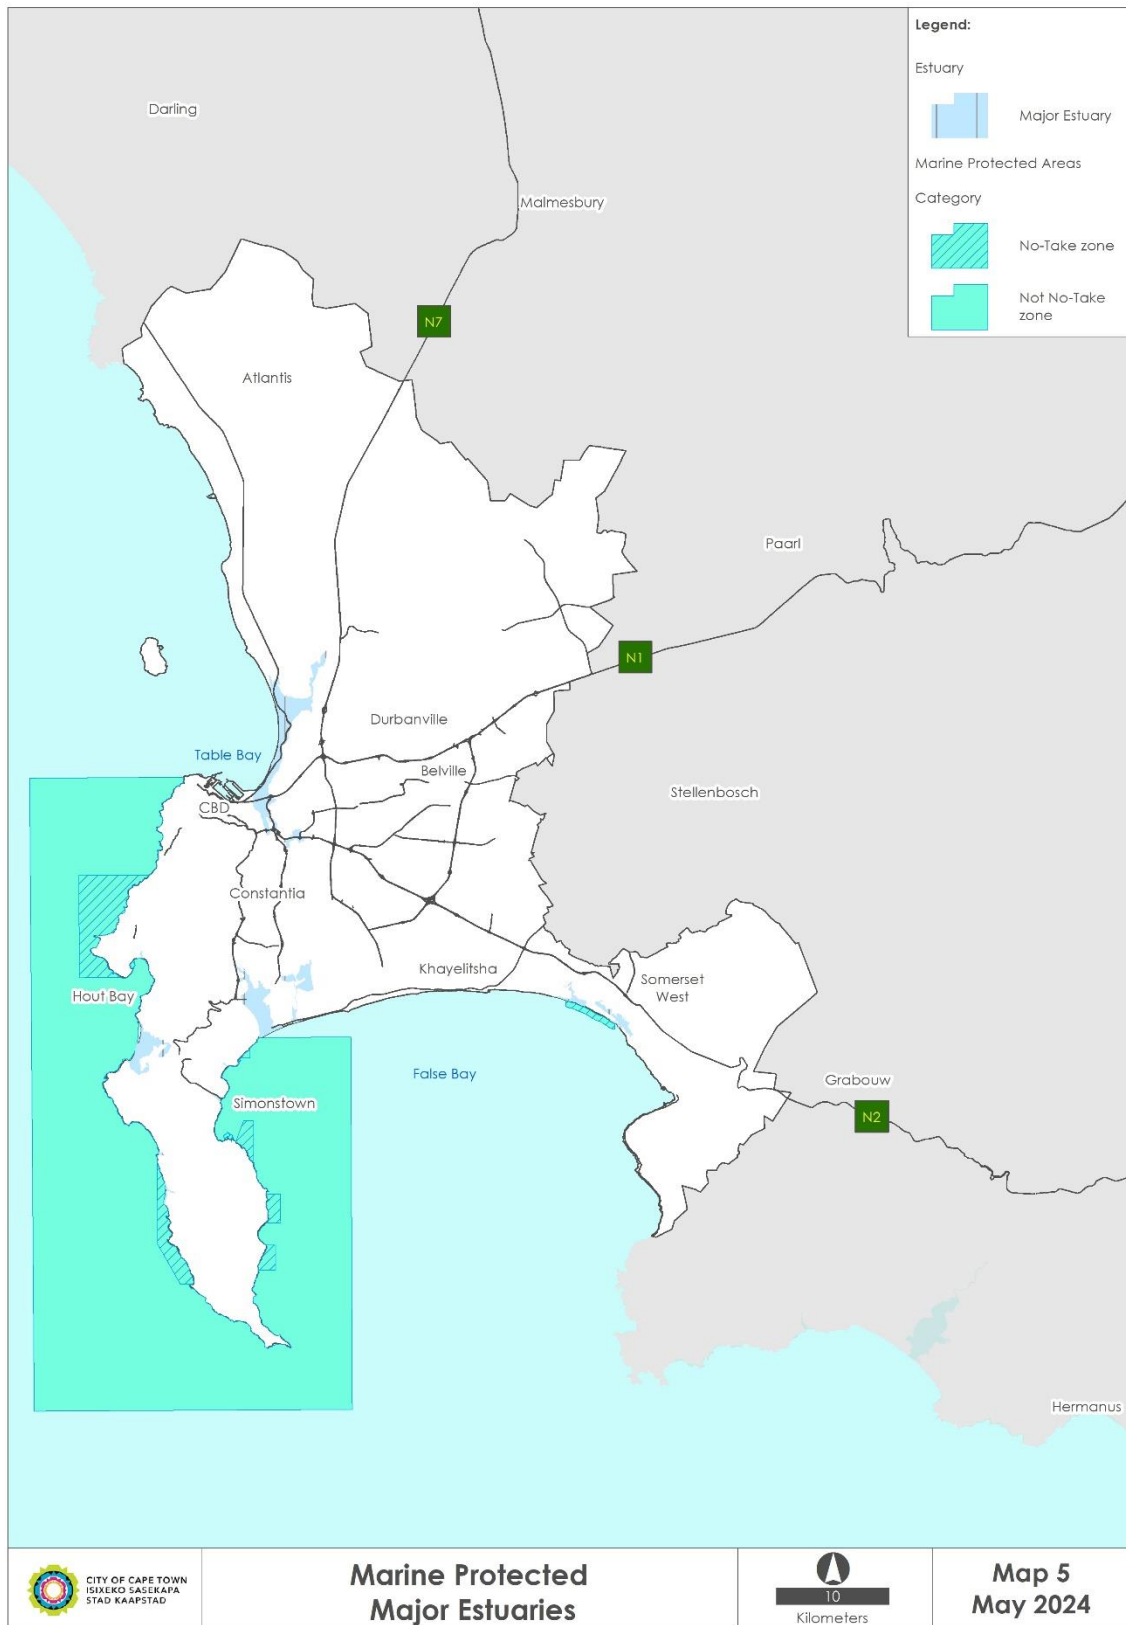 Legend:
Estuary
Major Estuary
Marine Protected Areas
Category
No-Take zone
Not No-Take
zone
Darling
Malmesbury
N7
Atlantis
Paarl
N1
Durbanville
Table Bay
Belville
CBD
Stellenbosch
Constantia
Khayelitsha
Somerset
West
Hout Bay
False Bay
Grabouw
Simonstown
N2
Hermanus
CITY OF CAPE TOWN
ISIXEKO SASEKAPA
STAD KAAPSTAD
Marine Protected
Major Estuaries
10
Kilometers
Map 5
May 2024